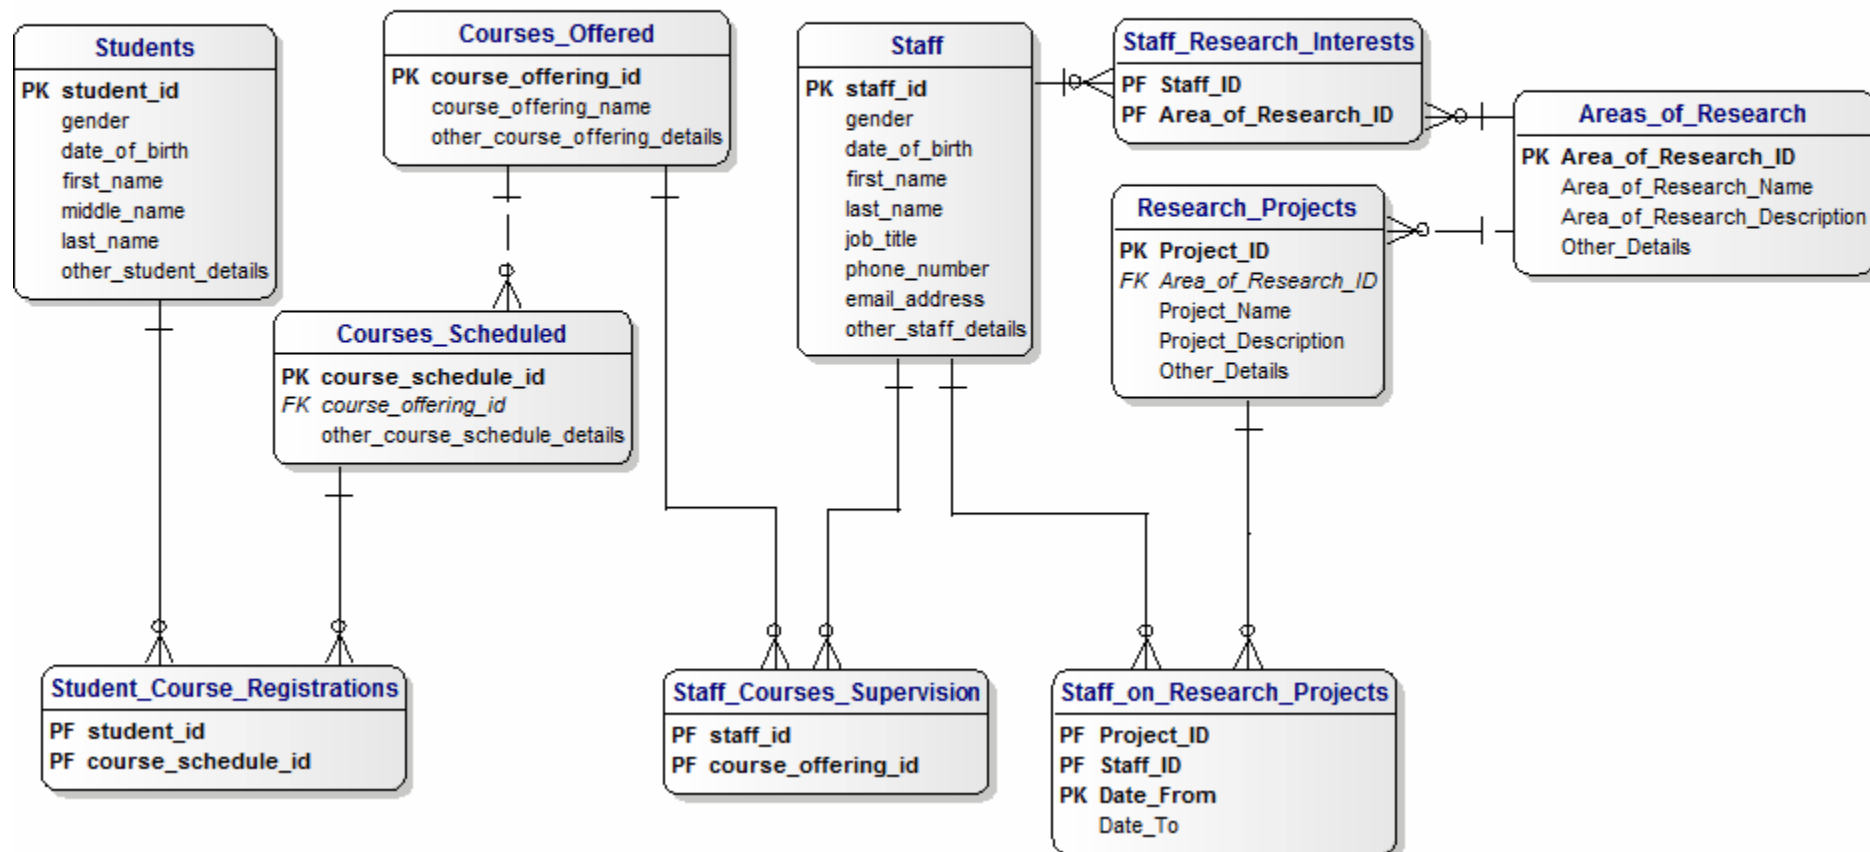 Students
PK student_id
gender
date_of_birth
first_name
middle_name
last_name
other_student_details
Courses_Offered
PK course_offering_id
course_offering_name
other_course_offering_details
Staff
PK staff_id
gender
date_of_birth
first_name
last_name
job_title
phone_number
email_address
other_staff_details
Staff_Research_Interests
PF Staff_ID
PF Area_of_Research_ID
Areas_of_Research
PK Area_of_Research_ID
Area_of_Research_Name
Area_of_Research_Description
Other_Details
Research_Projects
PK Project_ID
FK Area_of_Research_ID
Project_Name
Project_Description
Other_Details
Courses_Scheduled
PK course_schedule_id
FK course_offering_id
other_course_schedule_details
Student_Course_Registrations
PF student_id
PF course_schedule_id
Staff_Courses_Supervision
PF staff_id
PF course_offering_id
Staff_on_Research_Projects
PF Project_ID
PF Staff_ID
PK Date_From
Date_To